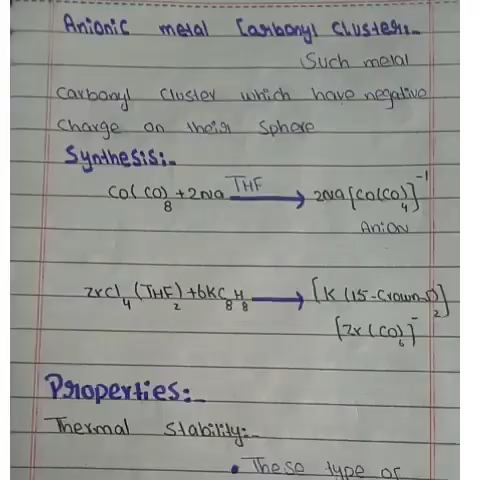 Anionic metal Carbonyl clusters:-
Such metal
Carbonyl Cluster which have negative
Charge on their Sphere
Synthesis:-
CO(CO)8 + 2Na THF → 2Na[CO(CO)4]-1
Anion
ZrCl4(THF)2 + 6KC8H8 → [K(15-Crown-5)2]
[Zr(CO)6]-
Properties:-
Thermal Stability:-
• These type of